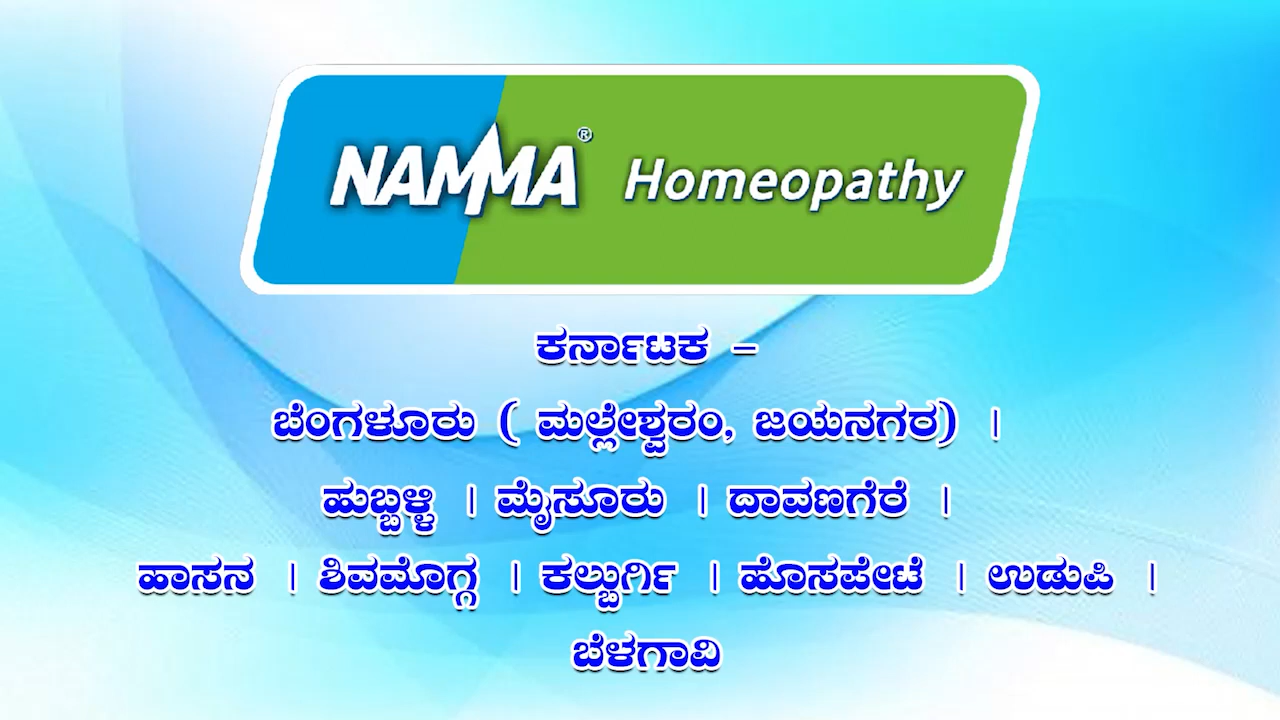 NAMMA® Homeopathy
ಕರ್ನಾಟಕ –
ಬೆಂಗಳೂರು ( ಮಲ್ಲೇಶ್ವರಂ, ಜಯನಗರ) |
ಹುಬ್ಬಳ್ಳಿ | ಮೈಸೂರು | ದಾವಣಗೆರೆ |
ಹಾಸನ | ಶಿವಮೊಗ್ಗ | ಕಲ್ಬುರ್ಗಿ | ಹೊಸಪೇಟೆ | ಉಡುಪಿ |
ಬೆಳಗಾವಿ